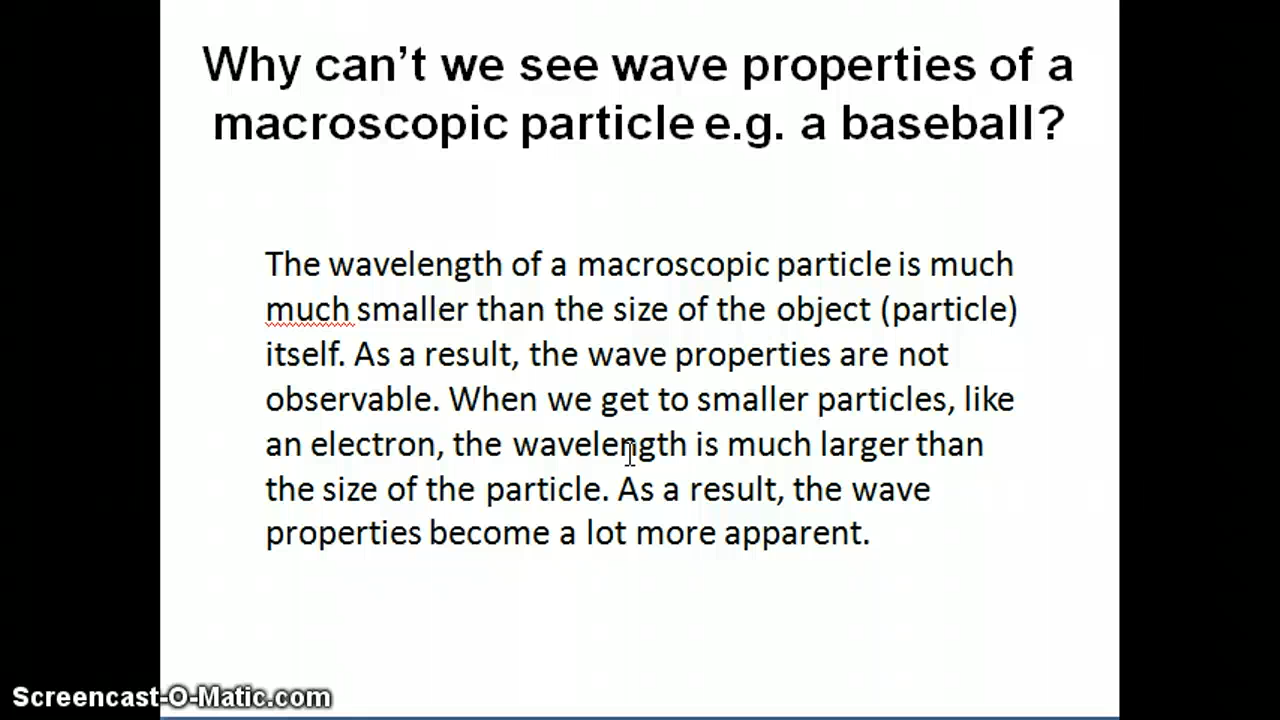 Why can’t we see wave properties of a
macroscopic particle e.g. a baseball?
The wavelength of a macroscopic particle is much
much smaller than the size of the object (particle)
itself. As a result, the wave properties are not
observable. When we get to smaller particles, like
an electron, the wavelength is much larger than
the size of the particle. As a result, the wave
properties become a lot more apparent.
Screencast-O-Matic.com